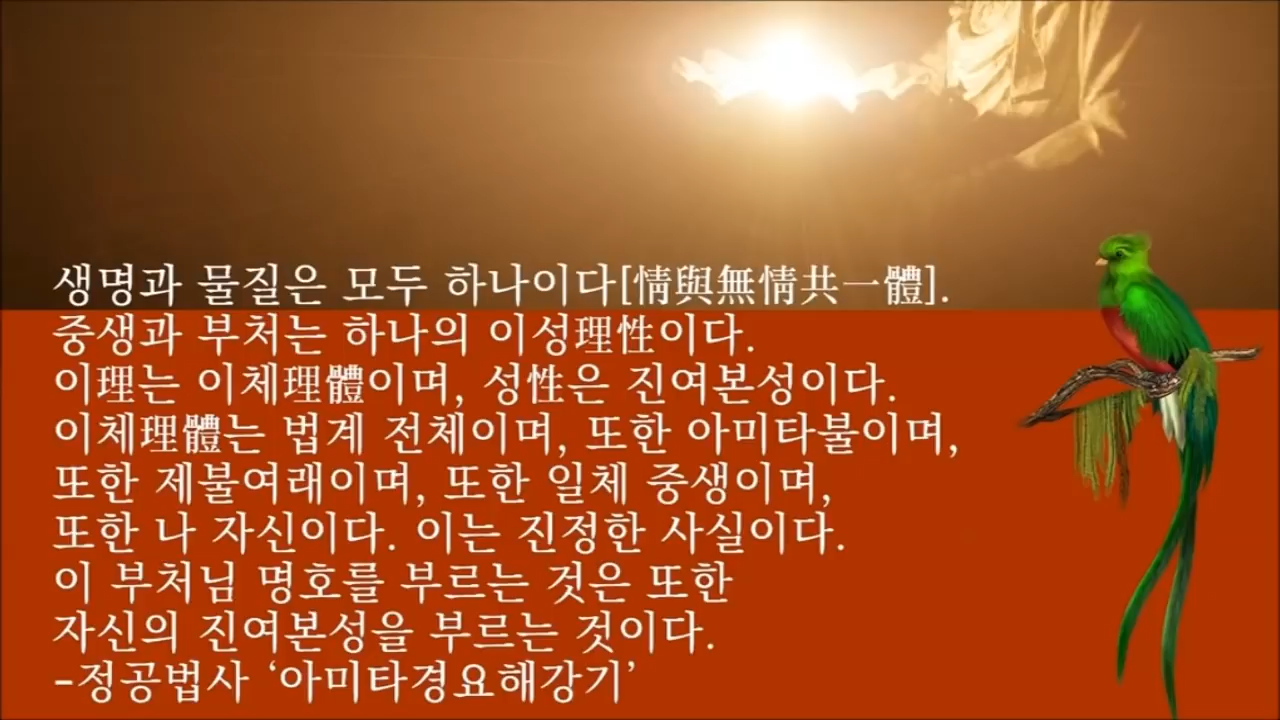 생명과 물질은 모두 하나이다[情與無情共一體].
중생과 부처는 하나의 이성理性이다.
이理는 이체理體이며, 성性은 진여본성이다.
이체理體는 법계 전체이며, 또한 아미타불이며,
또한 제불여래이며, 또한 일체 중생이며,
또한 나 자신이다. 이는 진정한 사실이다.
이 부처님 명호를 부르는 것은 또한
자신의 진여본성을 부르는 것이다.
-정공법사 ‘아미타경요해강기’